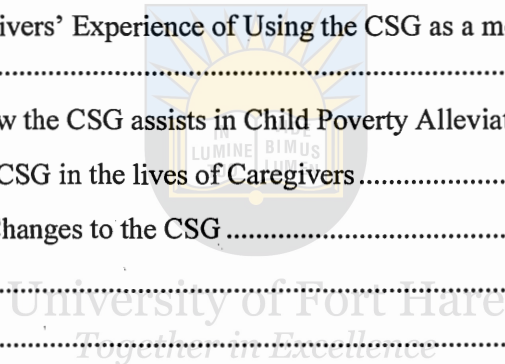 ivers’ Experience of Using the CSG as a m
................................................
w the CSG assists in Child Poverty Alleviat
CSG in the lives of Caregivers................
hanges to the CSG................................
................................................
University of Fort Hare
................................................
Together in Excellence